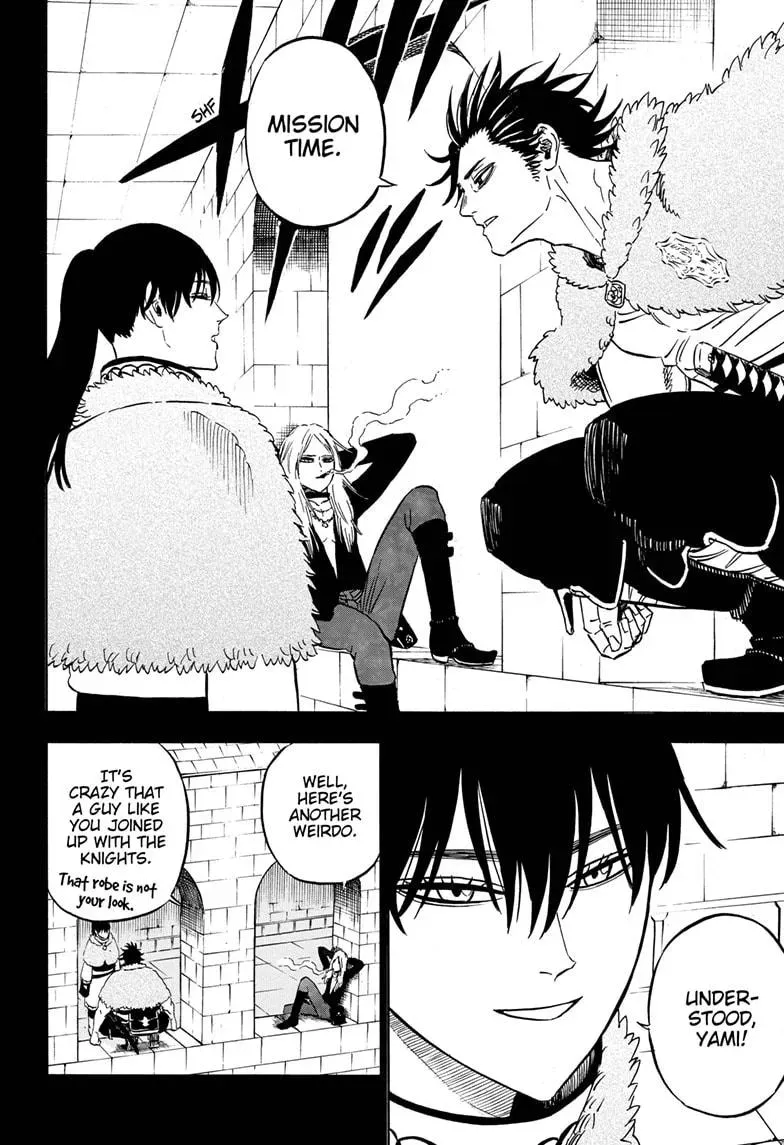 SHF
MISSION
TIME.
UNDER-
STOOD,
YAMI!
WELL,
HERE'S
ANOTHER
WEIRDO.
IT'S
CRAZY THAT
A GUY LIKE
YOU JOINED
UP WITH THE
KNIGHTS.
That robe is not
your look.